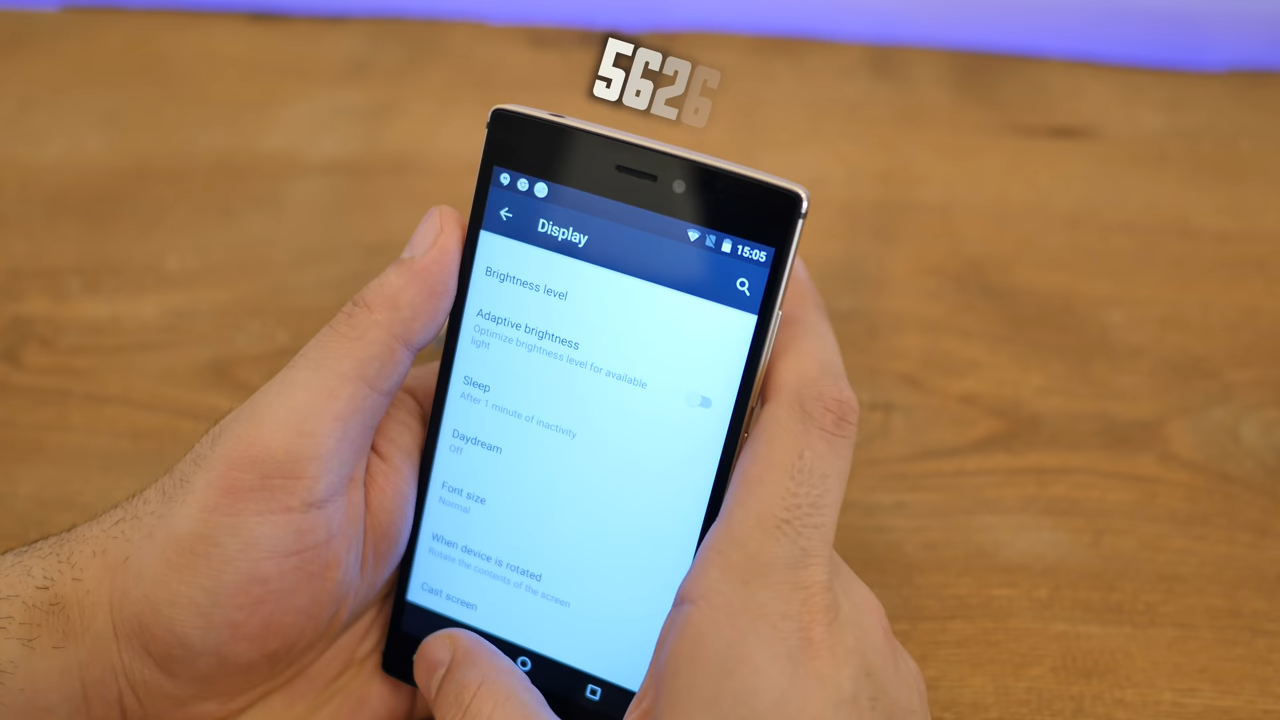 5626
15:05
Display
Brightness level
Adaptive brightness
Optimize brightness level for available
light
Sleep
After 1 minute of inactivity
Daydream
Off
Font size
Normal
When device is rotated
Rotate the contents of the screen
Cast screen